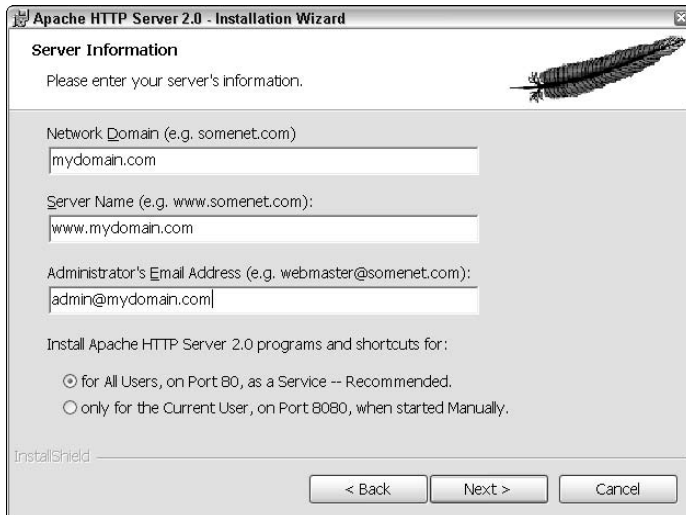 Apache HTTP Server 2.0 - Installation Wizard
Server Information
Please enter your server's information.
Network Domain (e.g. somenet.com)
mydomain.com
Server Name (e.g. www.somenet.com):
www.mydomain.com
Administrator's Email Address (e.g. webmaster@somenet.com):
admin@mydomain.com
Install Apache HTTP Server 2.0 programs and shortcuts for:
for All Users, on Port 80, as a Service -- Recommended.
only for the Current User, on Port 8080, when started Manually.
InstallShield
< Back
Next >
Cancel